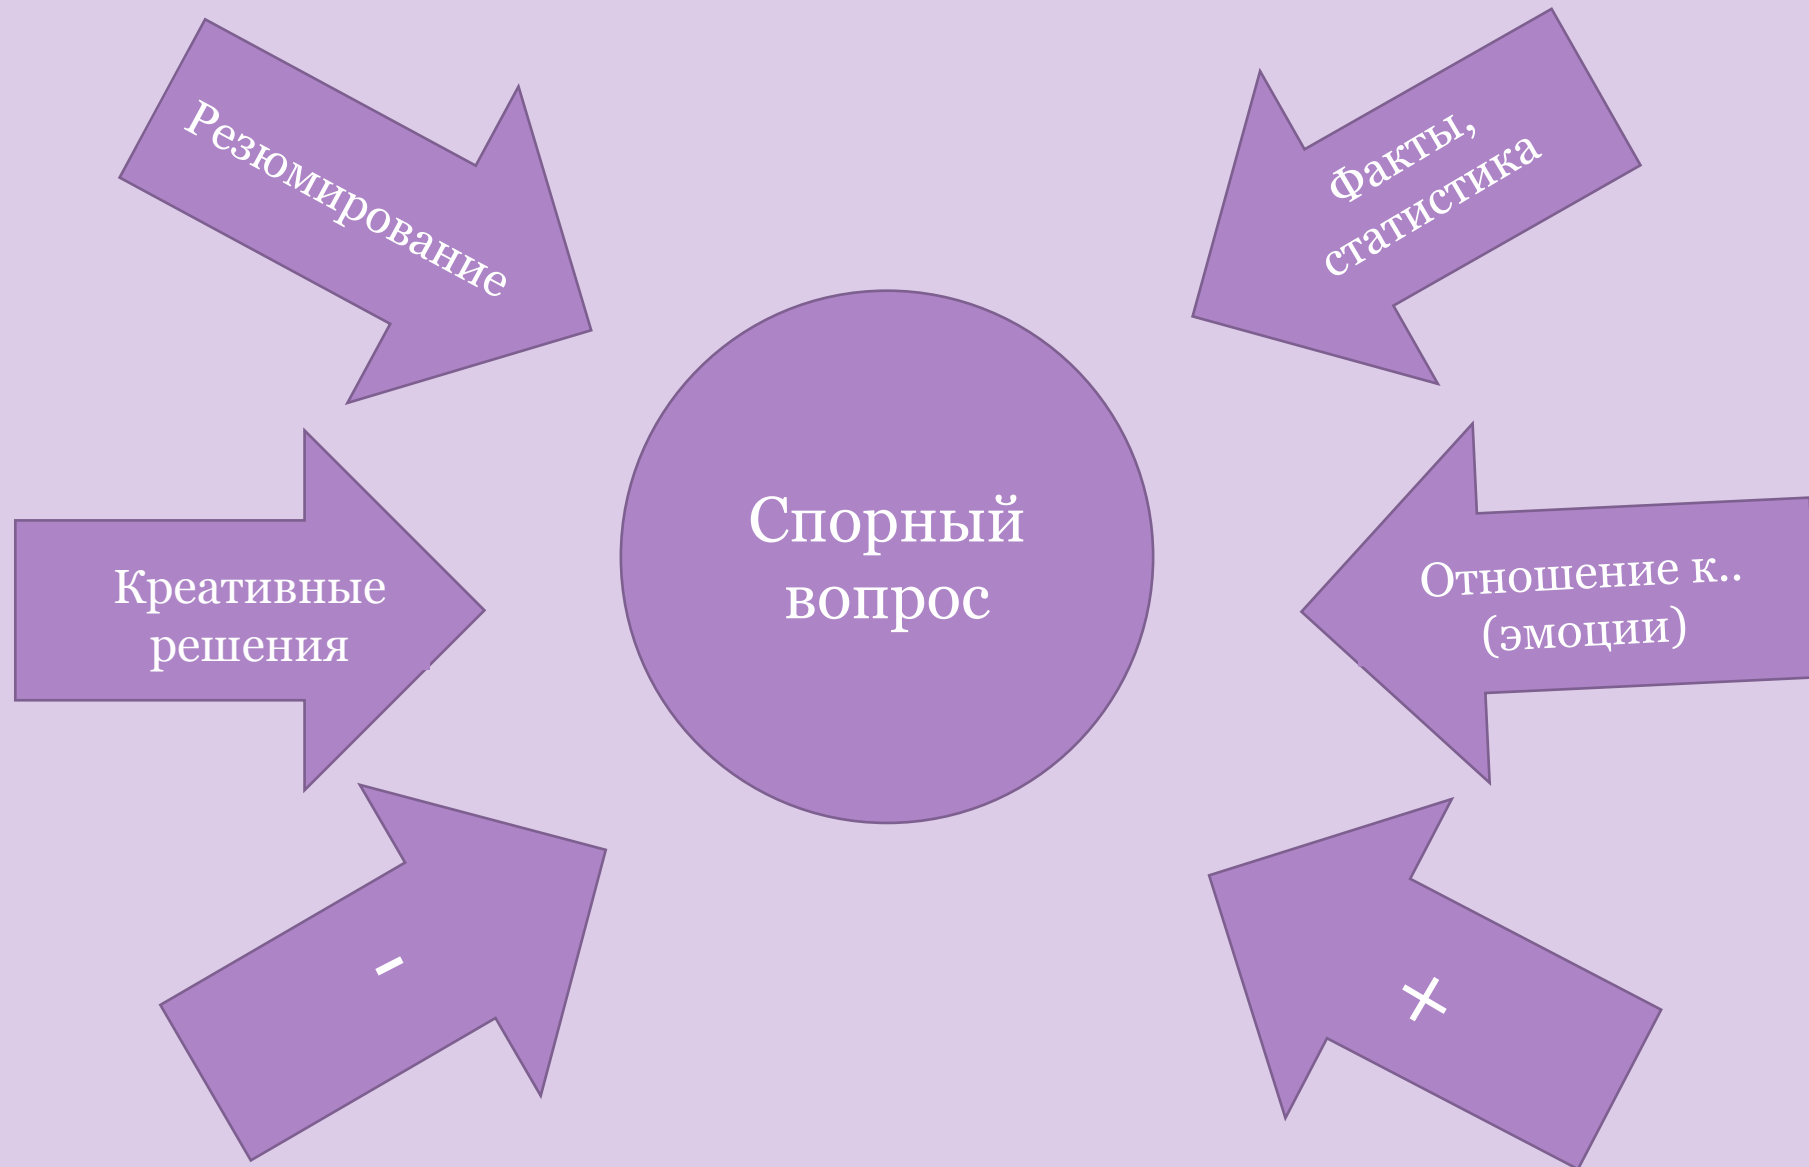 Резюмирование
Факты,
статистика
Спорный
вопрос
Креативные
решения
Отношение к..
(эмоции)
-
+